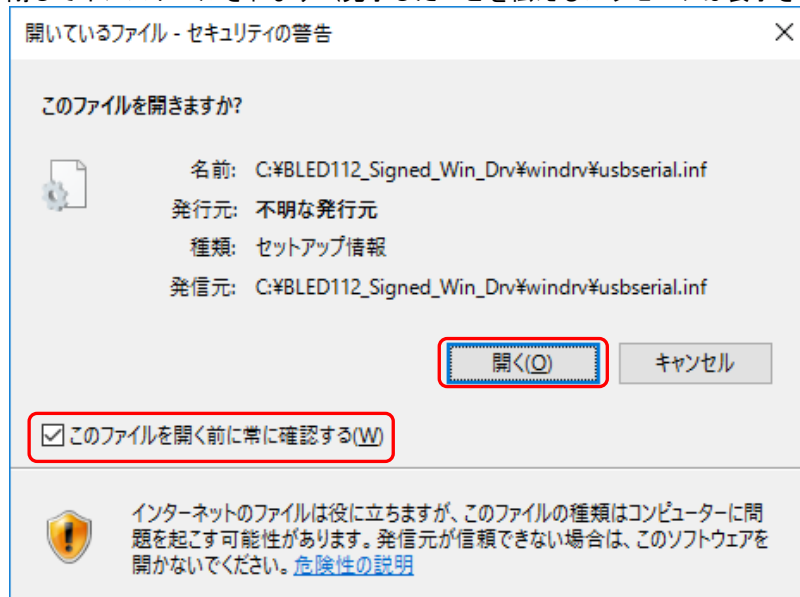 開いているファイル - セキュリティの警告
このファイルを開きますか?
名前: C:¥BLED112_Signed_Win_Drv¥windrv¥usbserial.inf
発行元: 不明な発行元
種類: セットアップ情報
発信元: C:¥BLED112_Signed_Win_Drv¥windrv¥usbserial.inf
開く(O) キャンセル
このファイルを開く前に常に確認する(W)
インターネットのファイルは役に立ちますが、このファイルの種類はコンピューターに問
題を起こす可能性があります。発信元が信頼できない場合は、このソフトウェアを
開かないでください。危険性の説明